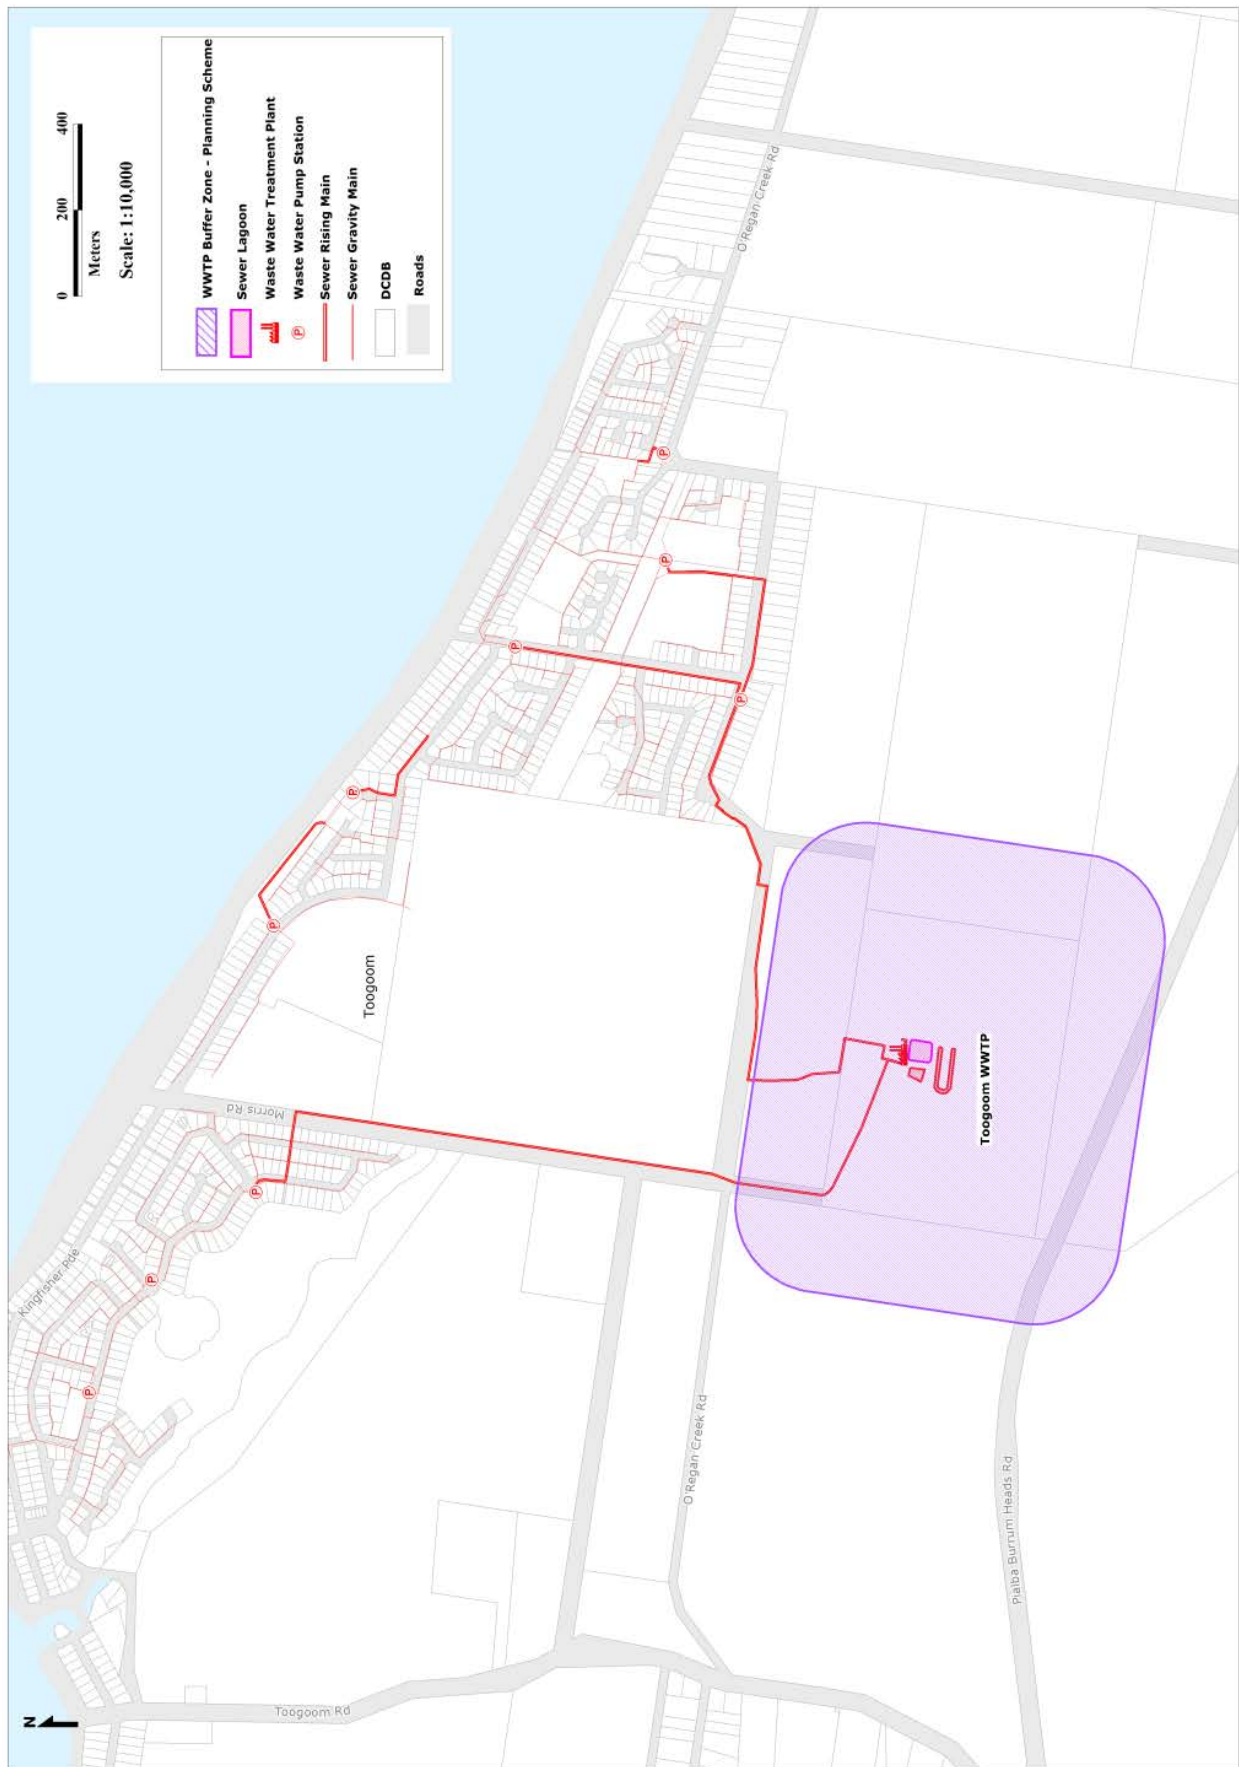 N
0 200 400
Meters
Scale: 1:10,000
WWTP Buffer Zone - Planning Scheme
Sewer Lagoon
Waste Water Treatment Plant
P Waste Water Pump Station
Sewer Rising Main
Sewer Gravity Main
DCDB
Roads
Kingfisher Pde
Morris Rd
Toogoom
Toogoom Rd
O'Regan Creek Rd
O'Regan Creek Rd
Toogoom WWTP
Pialba Burrum Heads Rd
P
P
P
P
P
P
P
P
P